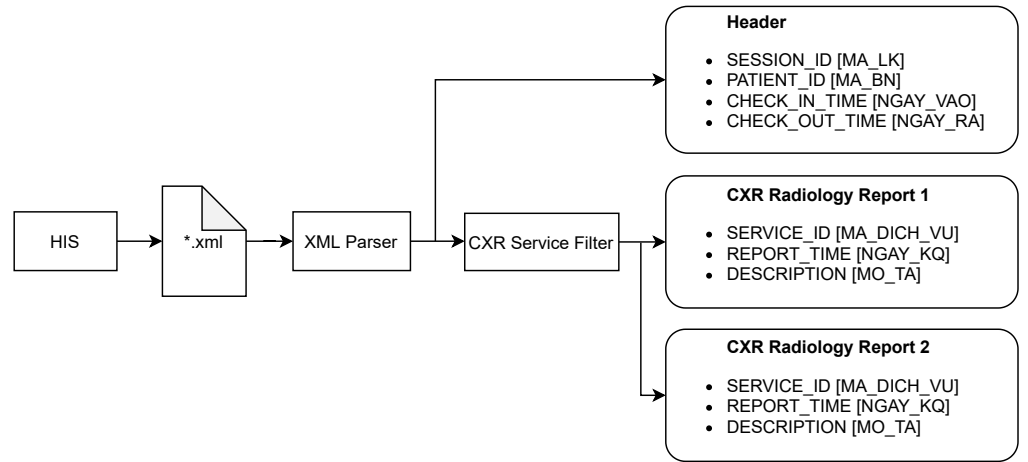 Header
• SESSION_ID [MA_LK]
• PATIENT_ID [MA_BN]
• CHECK_IN_TIME [NGAY_VAO]
• CHECK_OUT_TIME [NGAY_RA]
HIS
*.xml
XML Parser
CXR Service Filter
CXR Radiology Report 1
• SERVICE_ID [MA_DICH_VU]
• REPORT_TIME [NGAY_KQ]
• DESCRIPTION [MO_TA]
CXR Radiology Report 2
• SERVICE_ID [MA_DICH_VU]
• REPORT_TIME [NGAY_KQ]
• DESCRIPTION [MO_TA]